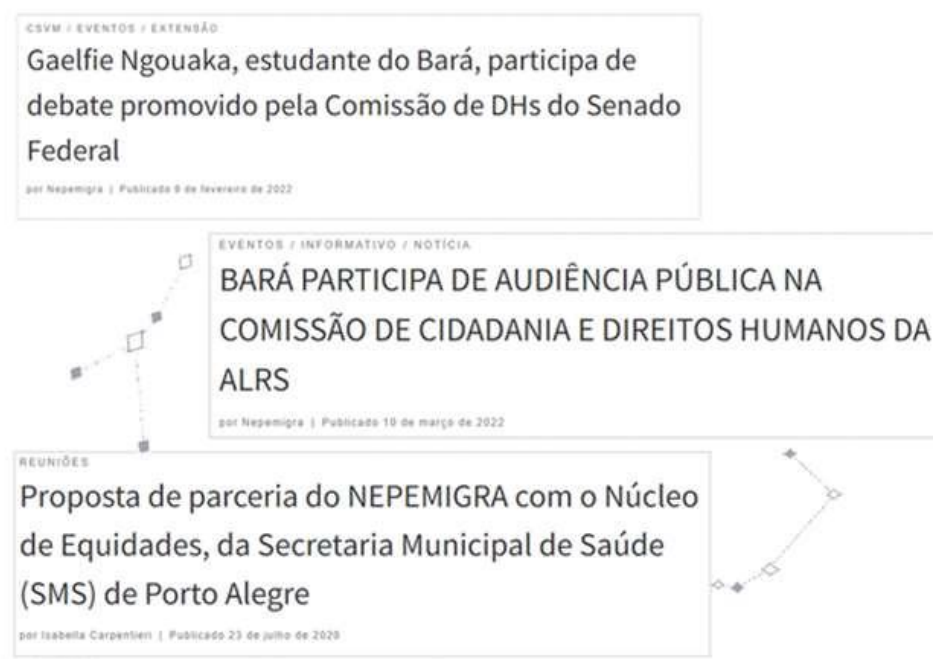 CSVM / EVENTOS / EXTENSÃO
Gaelfie Ngouaka, estudante do Bará, participa de
debate promovido pela Comissão de DHs do Senado
Federal
por Nepemigra | Publicado 9 de fevereiro de 2022
EVENTOS / INFORMATIVO / NOTÍCIA
BARÁ PARTICIPA DE AUDIÊNCIA PÚBLICA NA
COMISSÃO DE CIDADANIA E DIREITOS HUMANOS DA
ALRS
por Nepemigra | Publicado 10 de março de 2022
REUNIÕES
Proposta de parceria do NEPEMIGRA com o Núcleo
de Equidades, da Secretaria Municipal de Saúde
(SMS) de Porto Alegre
por Isabella Carpentieri | Publicado 23 de julho de 2020